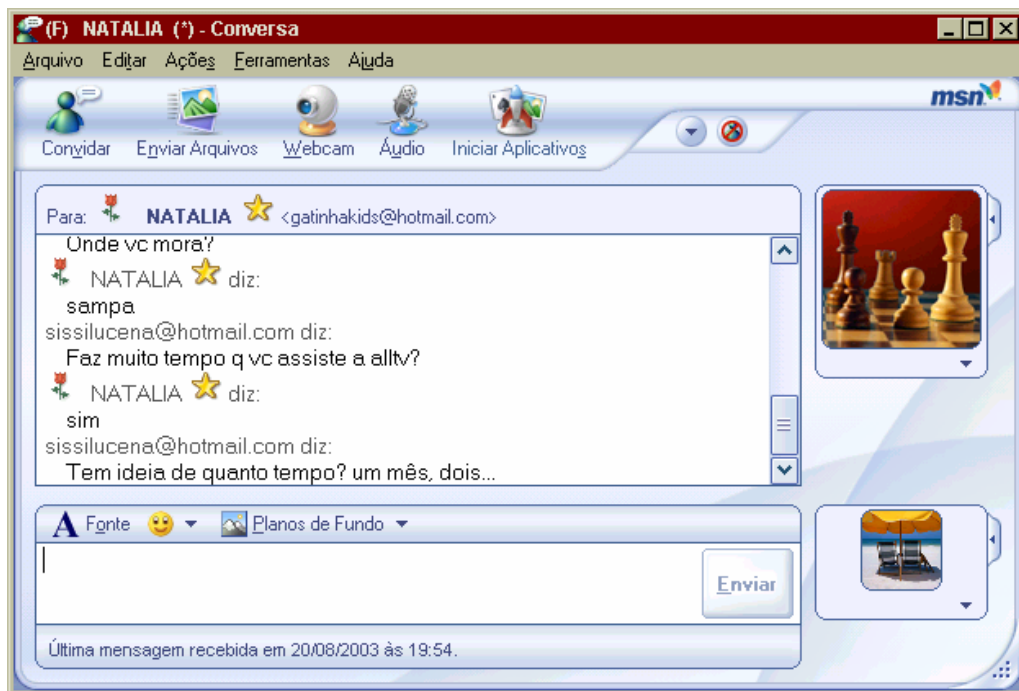 (F) NATALIA (*) - Conversa
Arquivo Editar Ações Ferramentas Ajuda
msn
Convidar Enviar Arquivos Webcam Áudio Iniciar Aplicativos
Para: NATALIA <gatinhakids@hotmail.com>
Onde vc mora?
NATALIA diz:
sampa
sissilucena@hotmail.com diz:
Faz muito tempo q vc assiste a alltv?
NATALIA diz:
sim
sissilucena@hotmail.com diz:
Tem ideia de quanto tempo? um mês, dois...
A Fonte Planos de Fundo
Enviar
Última mensagem recebida em 20/08/2003 às 19:54.